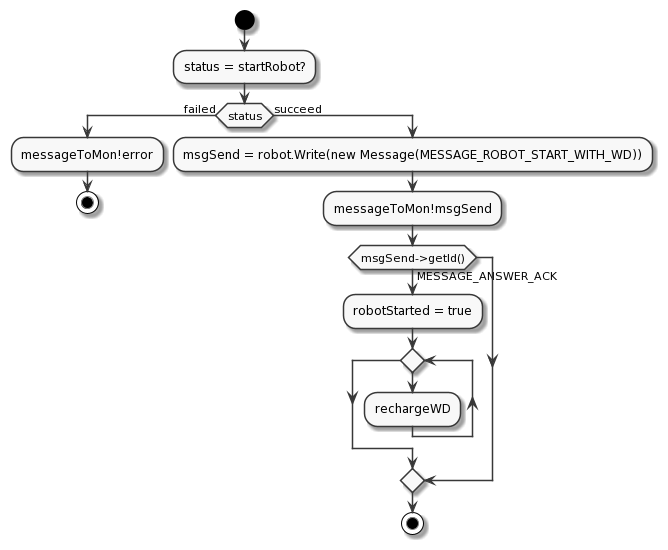 status = startRobot?
failed
status
succeed
messageToMon!error
msgSend = robot.Write(new Message(MESSAGE_ROBOT_START_WITH_WD))
messageToMon!msgSend
msgSend->getId()
MESSAGE_ANSWER_ACK
robotStarted = true
rechargeWD